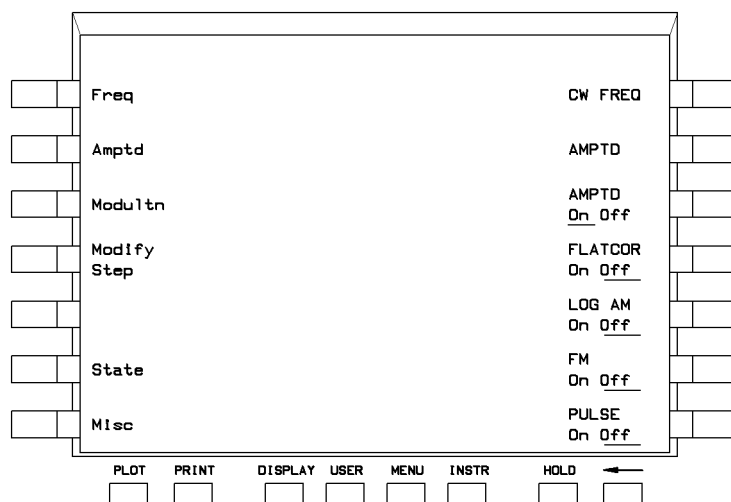 Freq
CW FREQ
Amptd
AMPTD
Modultn
AMPTD
On Off
Modify
Step
FLATCOR
On Off
LOG AM
On Off
State
FM
On Off
Misc
PULSE
On Off
PLOT PRINT DISPLAY USER MENU INSTR HOLD